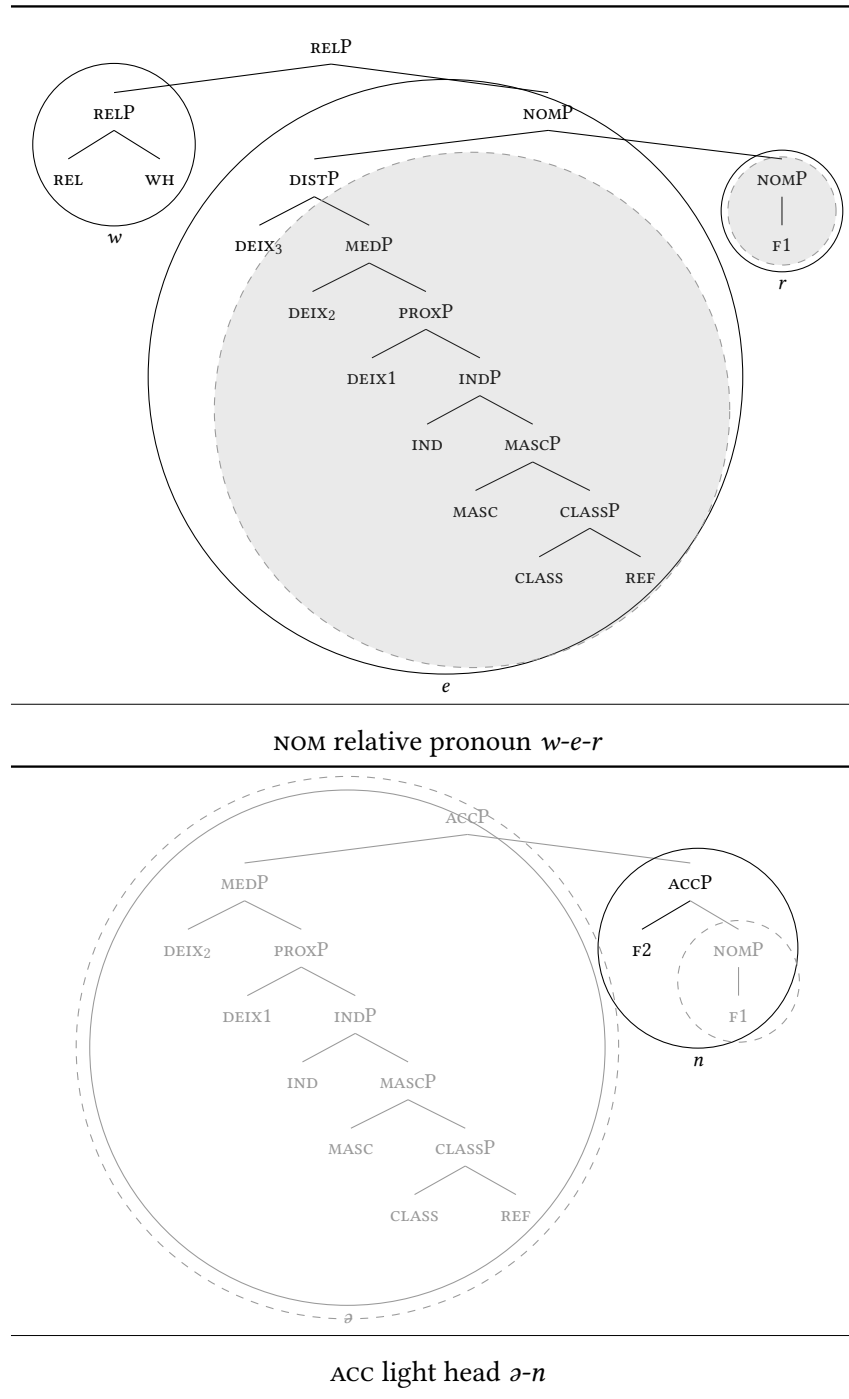 RELP
RELP NOMP
REL WH DISTP NOMP
w DEIX3 MEDP F1
r
DEIX2 PROXP
DEIX1 INDP
IND MASCP
MASC CLASSP
CLASS REF
e
NOM relative pronoun w-e-r
ACCP
MEDP ACCP
DEIX2 PROXP F2 NOMP
DEIX1 INDP F1
n
IND MASCP
MASC CLASSP
CLASS REF
ə
ACC light head ə-n